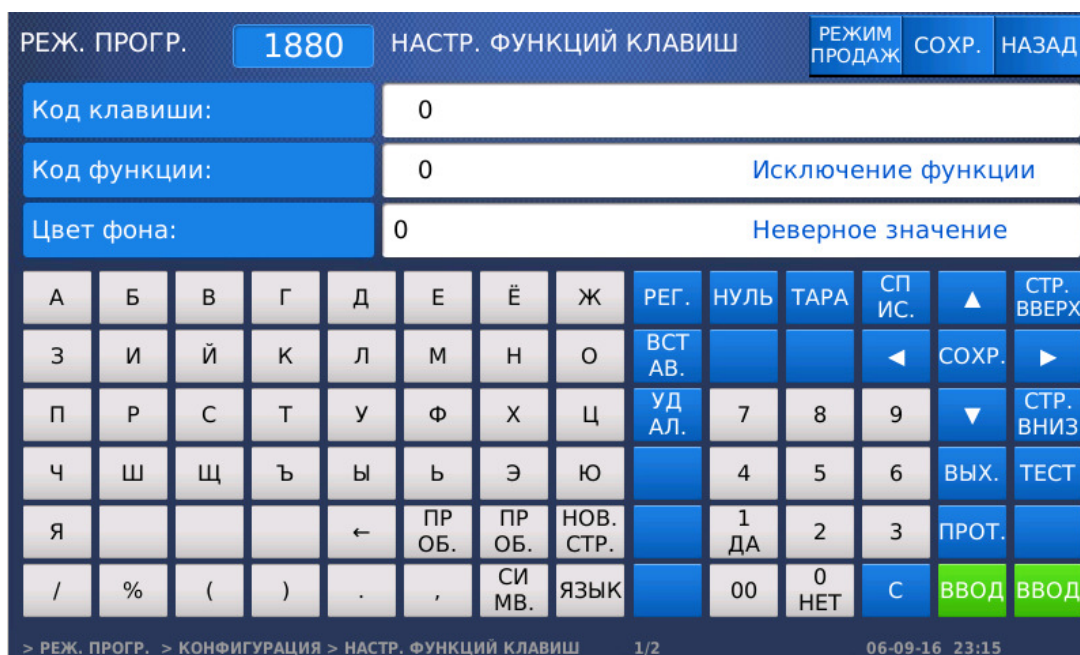 РЕЖ. ПРОГР. 1880 НАСТР. ФУНКЦИЙ КЛАВИШ РЕЖИМ ПРОДАЖ СОХР. НАЗАД
Код клавиши: 0
Код функции: 0 Исключение функции
Цвет фона: 0 Неверное значение
А Б В Г Д Е Ё Ж РЕГ. НУЛЬ ТАРА СП ИС. ▲ СТР. ВВЕРХ
З И Й К Л М Н О ВСТ АВ. ◀ СОХР. ▶
П Р С Т У Ф Х Ц УД АЛ. 7 8 9 ▼ СТР. ВНИЗ
Ч Ш Щ Ъ Ы Ь Э Ю 4 5 6 ВЫХ. ТЕСТ
Я ← ПР ОБ. ПР ОБ. НОВ. СТР. 1 ДА 2 3 ПРОТ.
/ % ( ) . , СИ МВ. ЯЗЫК 00 0 НЕТ С ВВОД ВВОД
> РЕЖ. ПРОГР. > КОНФИГУРАЦИЯ > НАСТР. ФУНКЦИЙ КЛАВИШ 1/2 06-09-16 23:15